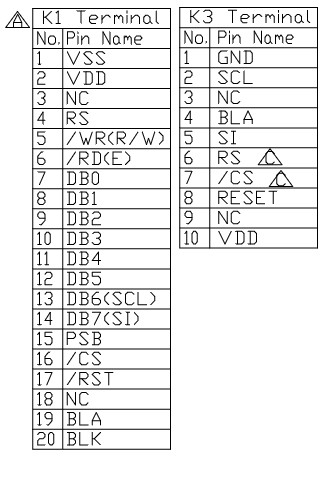 A K1 Terminal
No. Pin Name
1 VSS
2 VDD
3 NC
4 RS
5 /WR(R/W)
6 /RD(E)
7 DB0
8 DB1
9 DB2
10 DB3
11 DB4
12 DB5
13 DB6(SCL)
14 DB7(SI)
15 PSB
16 /CS
17 /RST
18 NC
19 BLA
20 BLK
K3 Terminal
No. Pin Name
1 GND
2 SCL
3 NC
4 BLA
5 SI
6 RS C
7 /CS C
8 RESET
9 NC
10 VDD